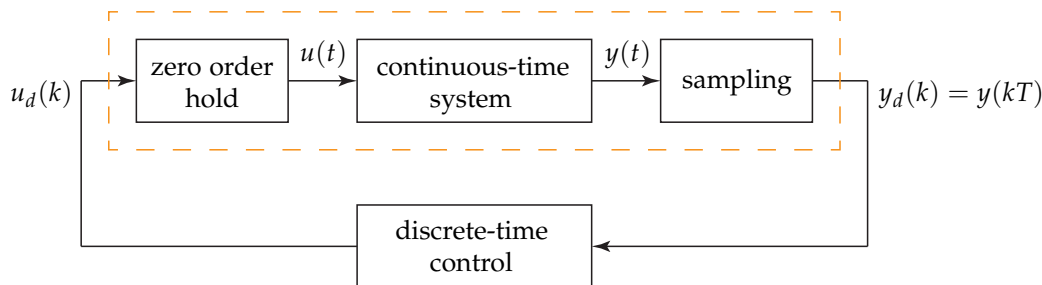 zero order
hold
u(t)
continuous-time
system
y(t)
sampling
u_d(k)
y_d(k) = y(kT)
discrete-time
control